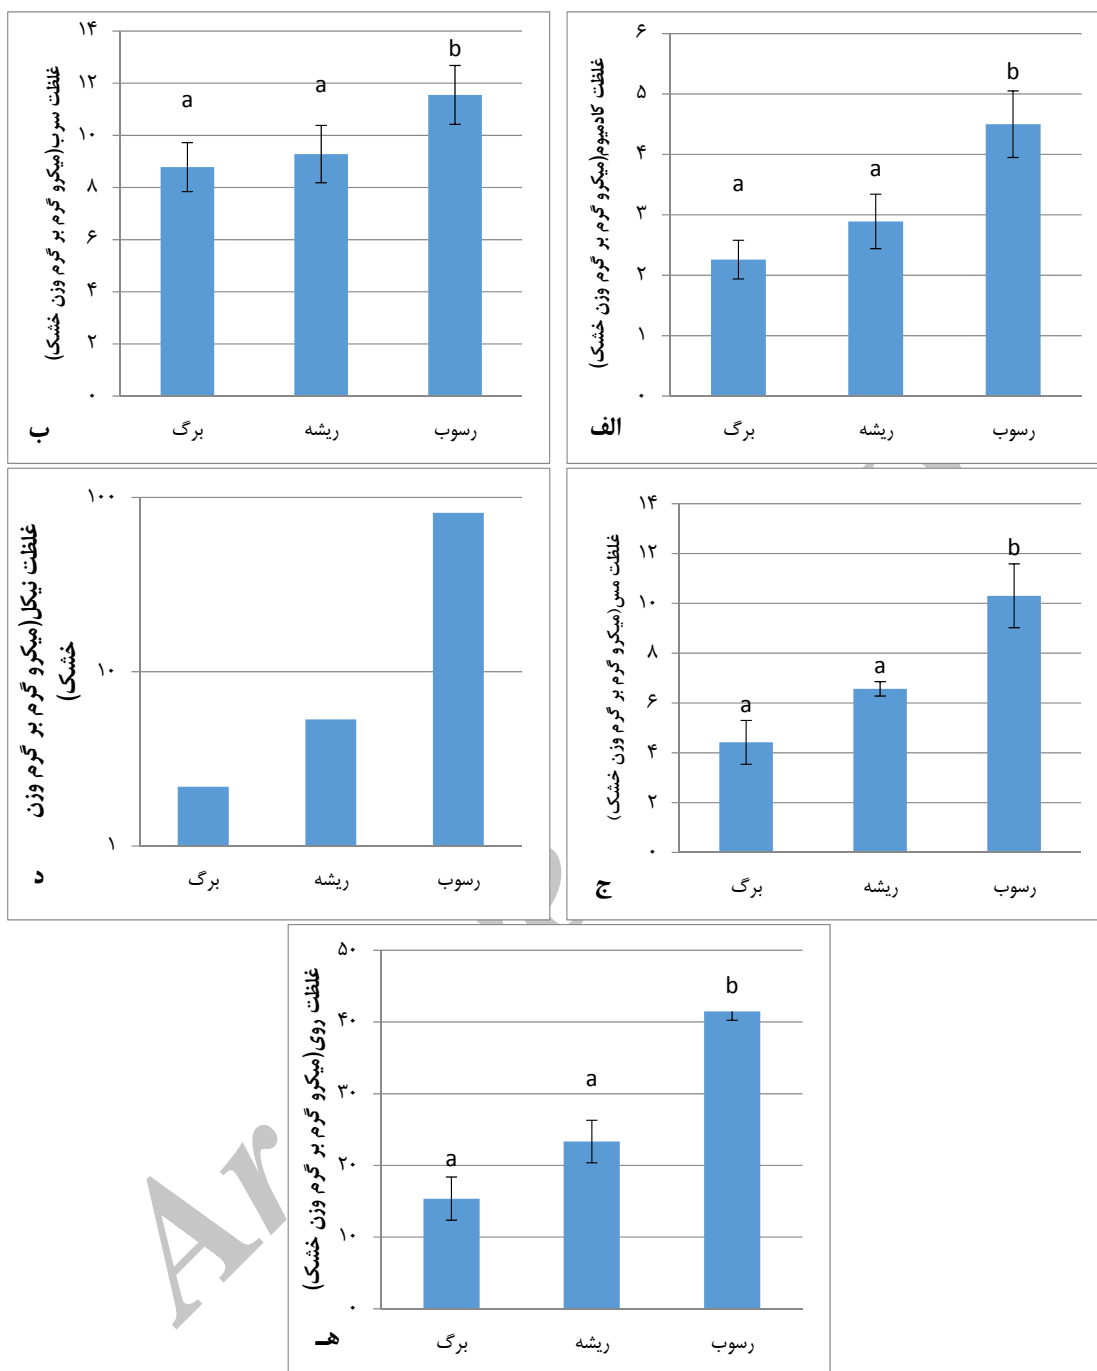 غلظت کادمیوم(میکرو گرم بر گرم وزن خشک)
۶
۵
۴
۳
۲
۱
۰
a
a
b
برگ
ریشه
رسوب
الف
غلظت سرب(میکرو گرم بر گرم وزن خشک)
۱۴
۱۲
۱۰
۸
۶
۴
۲
۰
a
a
b
برگ
ریشه
رسوب
ب
غلظت مس(میکرو گرم بر گرم وزن خشک)
۱۴
۱۲
۱۰
۸
۶
۴
۲
۰
a
a
b
برگ
ریشه
رسوب
ج
غلظت نیکل(میکرو گرم بر گرم وزن
خشک)
۱۰۰
۱۰
۱
برگ
ریشه
رسوب
د
غلظت روی(میکرو گرم بر گرم وزن خشک)
۵۰
۴۰
۳۰
۲۰
۱۰
۰
a
a
b
برگ
ریشه
رسوب
ه
Ar